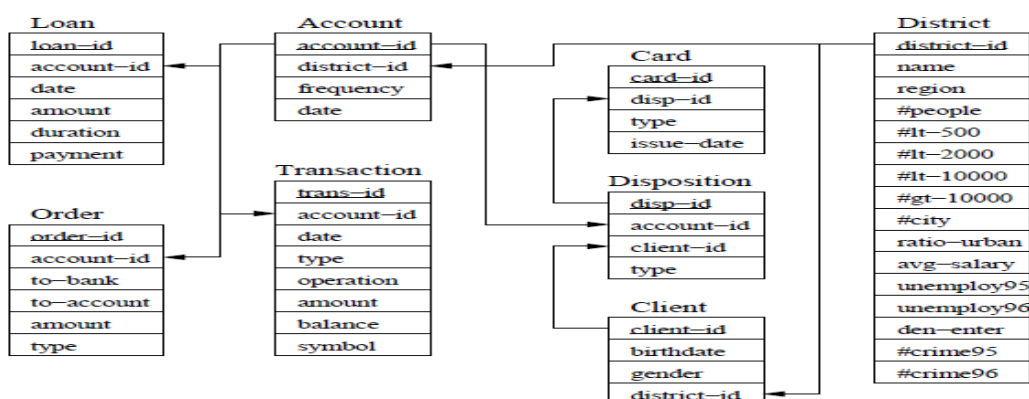 Loan
loan-id
account-id
date
amount
duration
payment
Order
order-id
account-id
to-bank
to-account
amount
type
Account
account-id
district-id
frequency
date
Transaction
trans-id
account-id
date
type
operation
amount
balance
symbol
Card
card-id
disp-id
type
issue-date
Disposition
disp-id
account-id
client-id
type
Client
client-id
birthdate
gender
district-id
District
district-id
name
region
#people
#lt-500
#lt-2000
#lt-10000
#gt-10000
#city
ratio-urban
avg-salary
unemploy95
unemploy96
den-enter
#crime95
#crime96